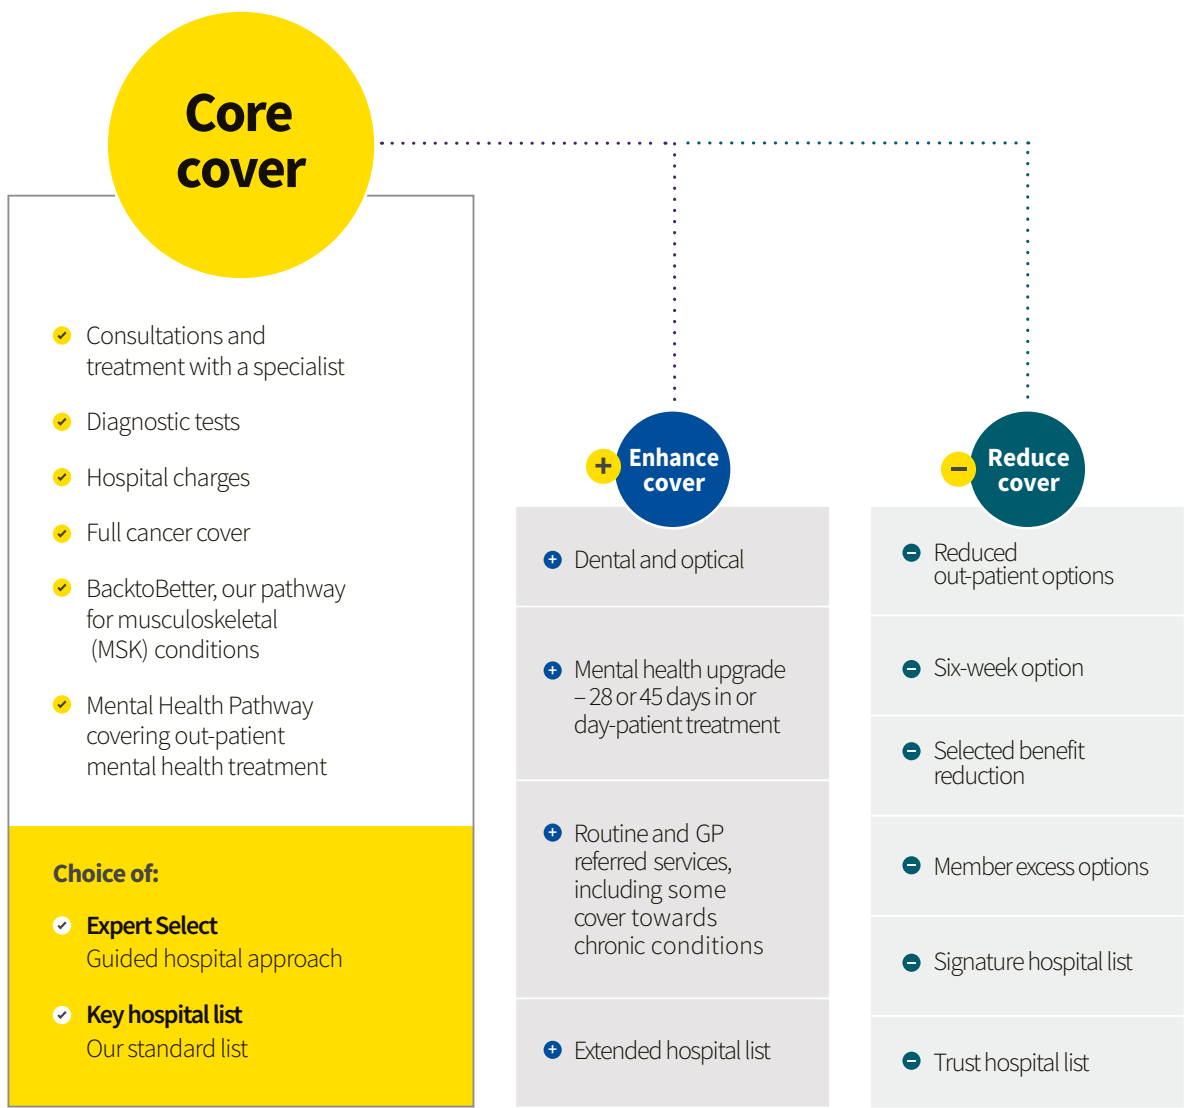 Core
cover
Consultations and
treatment with a specialist
Diagnostic tests
Hospital charges
Full cancer cover
BacktoBetter, our pathway
for musculoskeletal
(MSK) conditions
Mental Health Pathway
covering out-patient
mental health treatment
Choice of:
Expert Select
Guided hospital approach
Key hospital list
Our standard list
+
Enhance
cover
Dental and optical
Mental health upgrade
– 28 or 45 days in or
day-patient treatment
Routine and GP
referred services,
including some
cover towards
chronic conditions
Extended hospital list
–
Reduce
cover
Reduced
out-patient options
Six-week option
Selected benefit
reduction
Member excess options
Signature hospital list
Trust hospital list